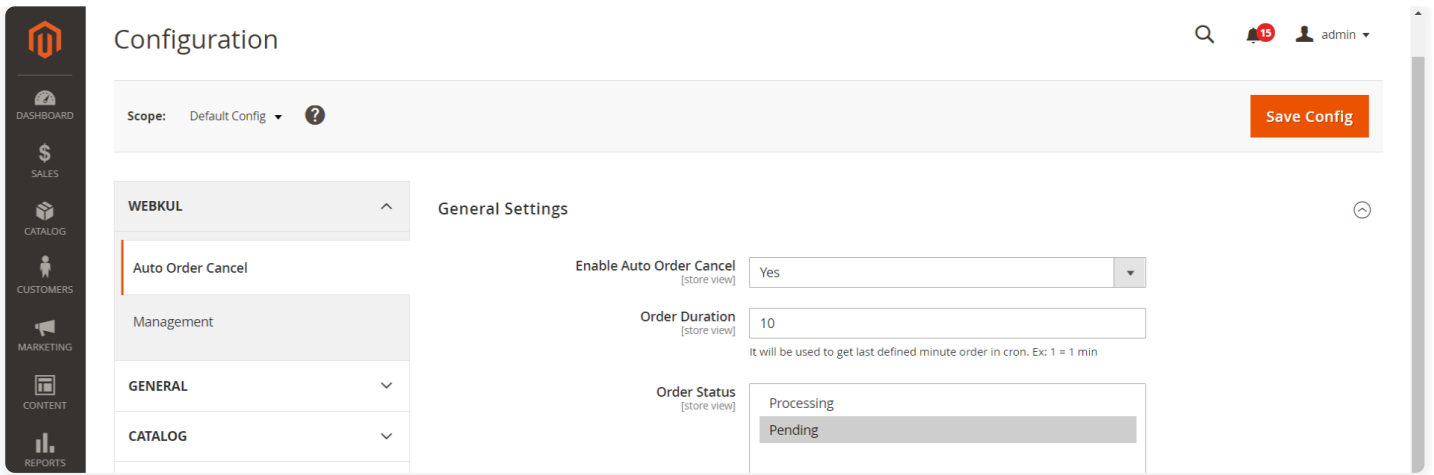 Configuration
15
admin
DASHBOARD
SALES
CATALOG
CUSTOMERS
MARKETING
CONTENT
REPORTS
Scope: Default Config ?
Save Config
WEBKUL
Auto Order Cancel
Management
GENERAL
CATALOG
General Settings
Enable Auto Order Cancel
[store view]
Yes
Order Duration
[store view]
10
It will be used to get last defined minute order in cron. Ex: 1 = 1 min
Order Status
[store view]
Processing
Pending